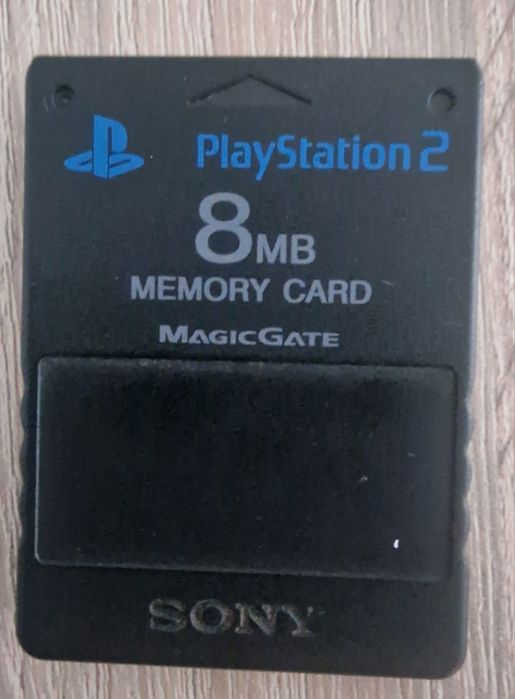 PlayStation 2
8MB
MEMORY CARD
MAGICGATE
SONY